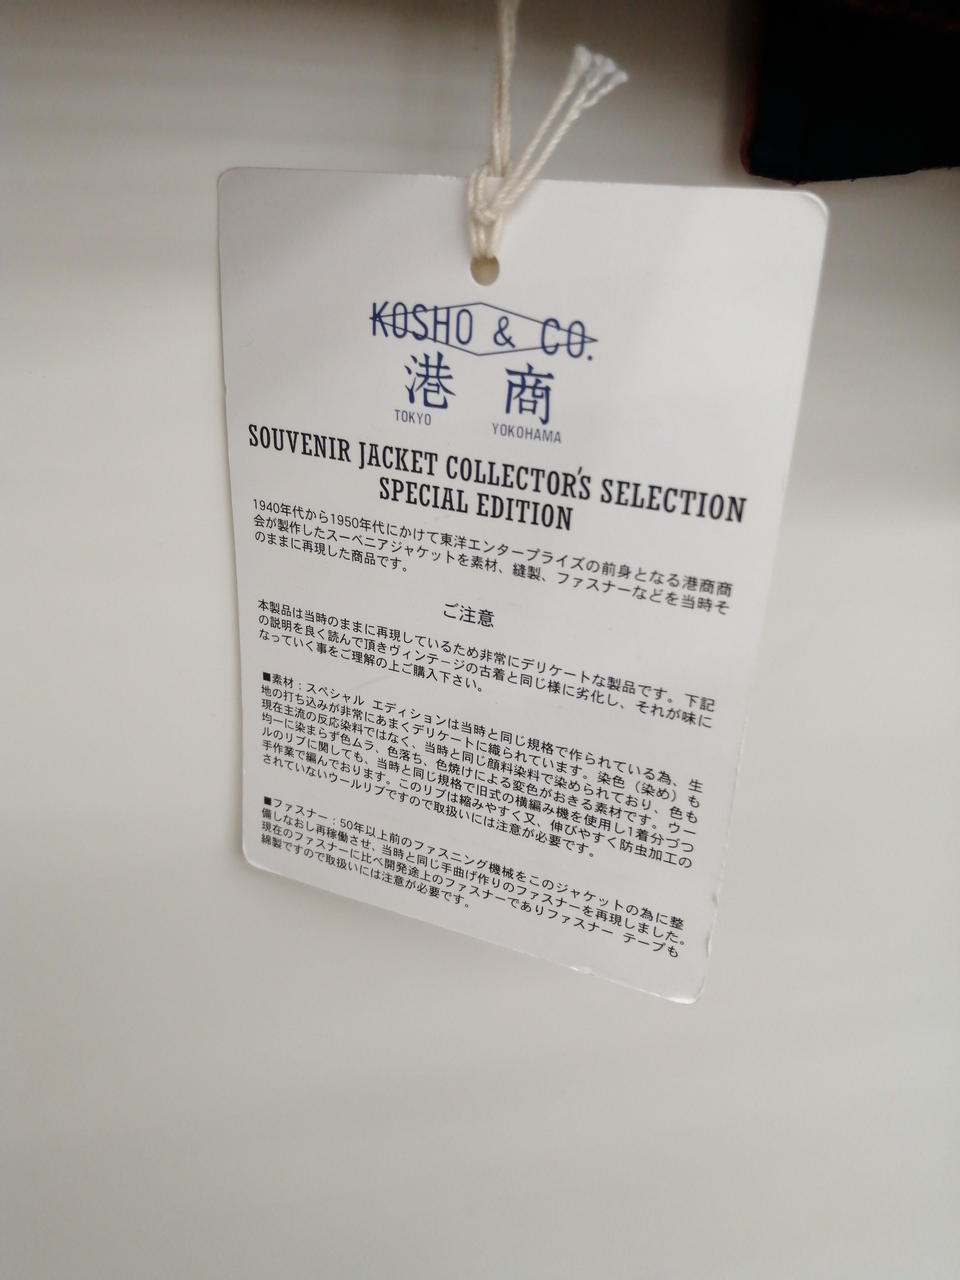 KOSHO & CO.
港 商
TOKYO YOKOHAMA
SOUVENIR JACKET COLLECTOR'S SELECTION
SPECIAL EDITION
1940年代から1950年代にかけて東洋エンタープライズの前身となる港商商
会が製作したスーベニアジャケットを素材、縫製、ファスナーなどを当時そ
のままに再現した商品です。
ご注意
本製品は当時のままに再現しているため非常にデリケートな製品です。下記
の説明を良く読んで頂きヴィンテージの古着と同じ様に劣化し、それが味に
なっていく事をご理解の上ご購入下さい。
■素材：スペシャル エディションは当時と同じ規格で作られている為、生
地の打ち込みが非常にあまくデリケートに織られています。染色（染め）も
現在主流の反応染料ではなく、当時と同じ顔料染料で染められており、色も
均一に染まらず色ムラ、色落ち、色焼けによる変色がおきる素材です。ウー
ルのリブに関しても、当時と同じ規格で旧式の横編み機を使用し1着分づつ
手作業で編んでおります。このリブは縮みやすく又、伸びやすく防虫加工の
されていないウールリブですので取扱いには注意が必要です。
■ファスナー：50年以上前のファスニング機械をこのジャケットの為に整
備しなおし再稼働させ、当時と同じ手曲げ作りのファスナーを再現しました。
現在のファスナーに比べ開発途上のファスナーでありファスナー テープも
綿製ですので取扱いには注意が必要です。